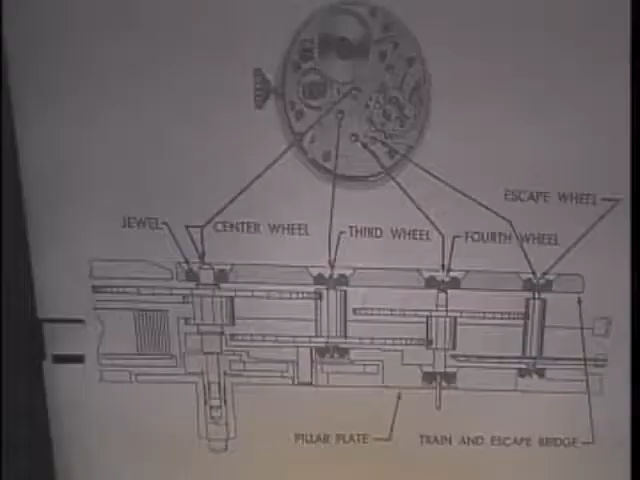 ESCAPE WHEEL
JEWEL
CENTER WHEEL
THIRD WHEEL
FOURTH WHEEL
PILLAR PLATE
TRAIN AND ESCAPE BRIDGE